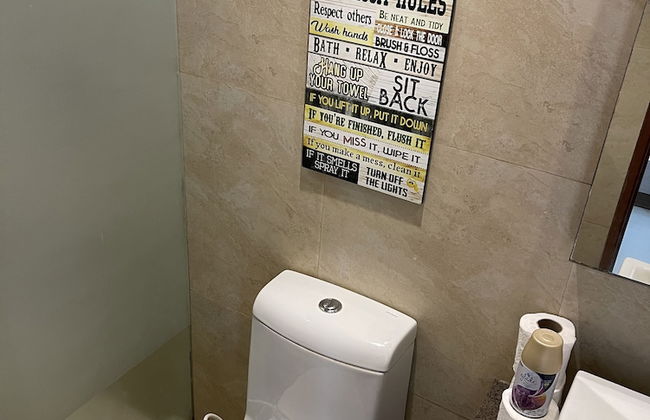 RULES
Respect others
BE NEAT AND TIDY
Wash hands
CLOSE & LOCK THE DOOR
BRUSH & FLOSS
BATH • RELAX • ENJOY
HANG UP
YOUR TOWEL
SIT
BACK
IF YOU LIFT IT UP, PUT IT DOWN
IF YOU'RE FINISHED, FLUSH IT
IF YOU MISS IT, WIPE IT
If you make a mess, clean it
IF IT SMELLS
SPRAY IT
TURN OFF
THE LIGHTS